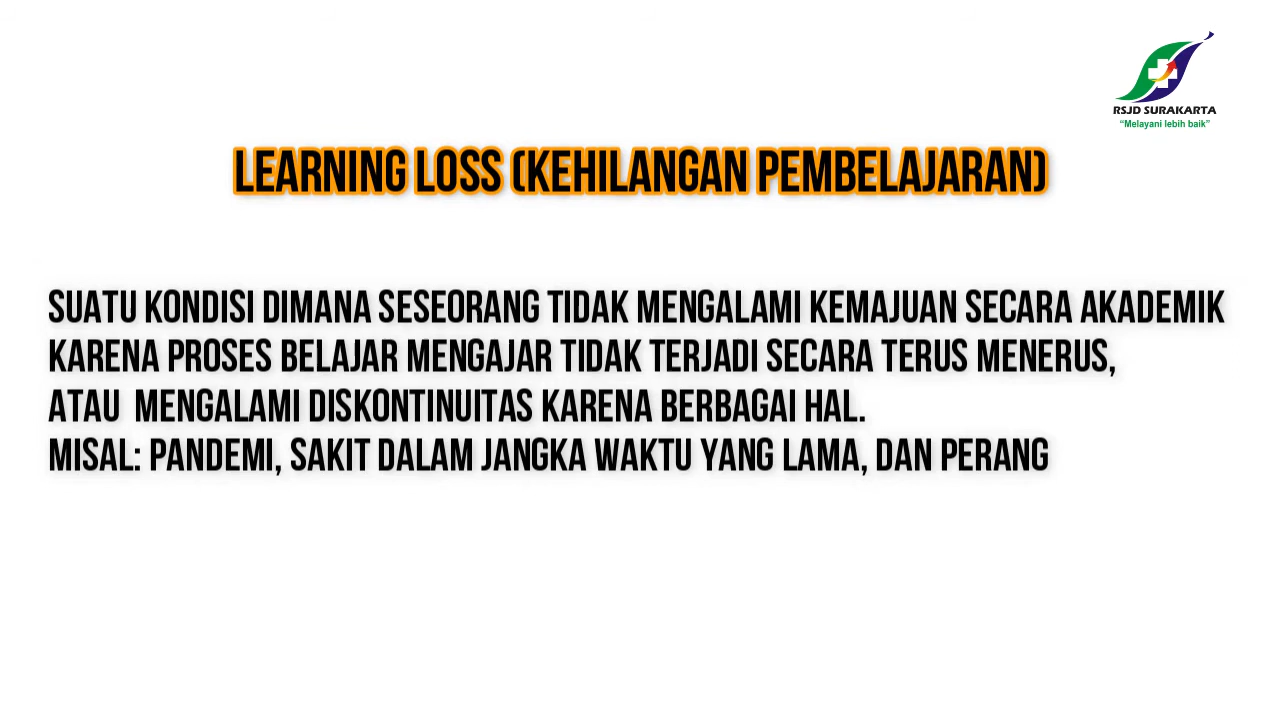 RSJD SURAKARTA
“Melayani lebih baik”
LEARNING LOSS (KEHILANGAN PEMBELAJARAN)
SUATU KONDISI DIMANA SESEORANG TIDAK MENGALAMI KEMAJUAN SECARA AKADEMIK
KARENA PROSES BELAJAR MENGAJAR TIDAK TERJADI SECARA TERUS MENERUS,
ATAU  MENGALAMI DISKONTINUITAS KARENA BERBAGAI HAL.
MISAL: PANDEMI, SAKIT DALAM JANGKA WAKTU YANG LAMA, DAN PERANG